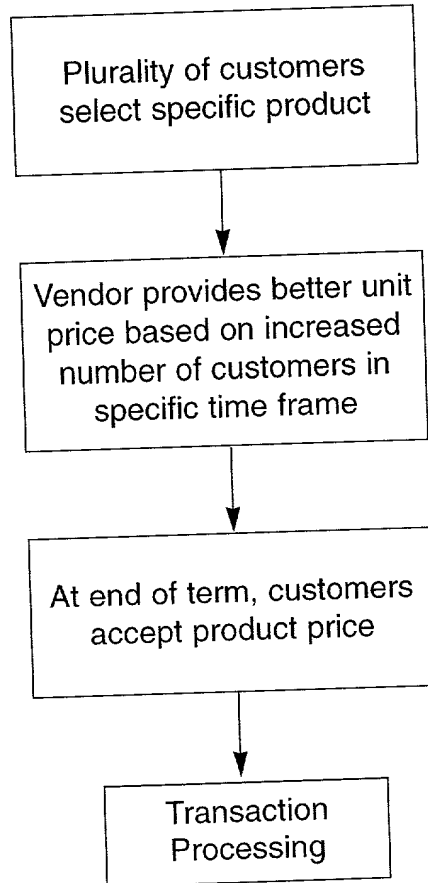 Plurality of customers
select specific product
Vendor provides better unit
price based on increased
number of customers in
specific time frame
At end of term, customers
accept product price
Transaction
Processing